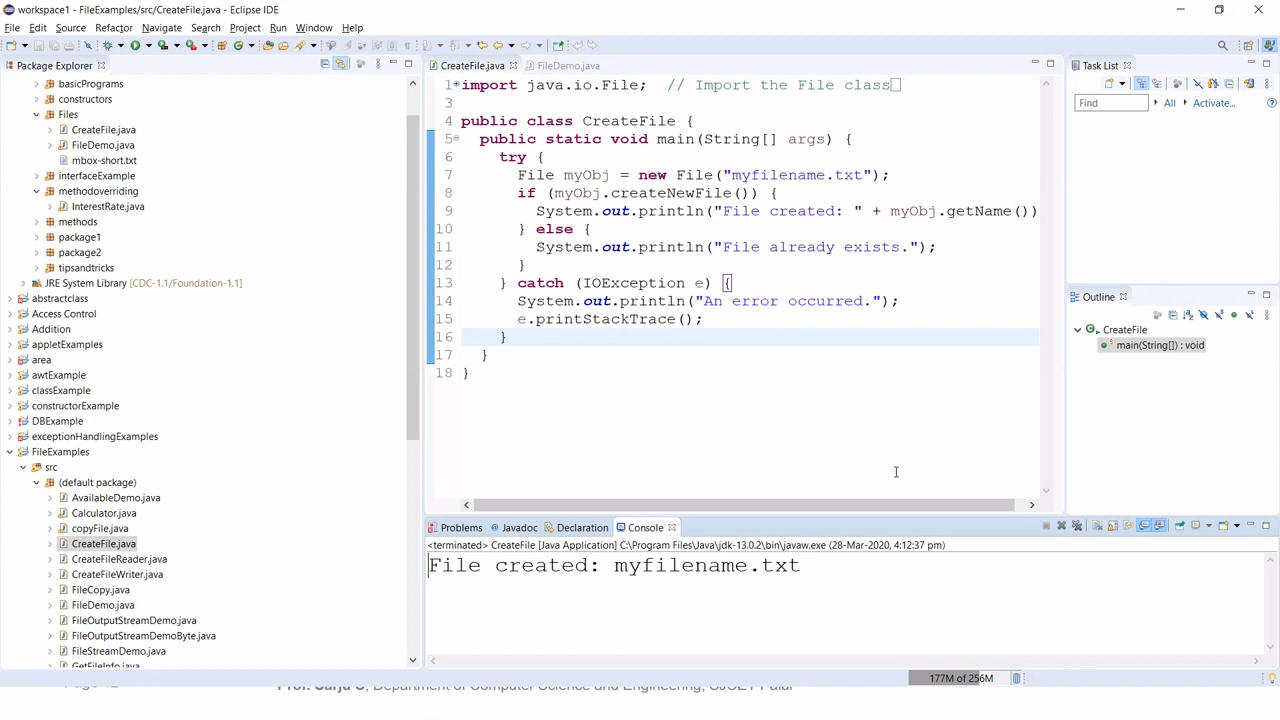 workspace1 - FileExamples/src/CreateFile.java - Eclipse IDE
File Edit Source Refactor Navigate Search Project Run Window Help
Package Explorer
basicPrograms
constructors
Files
CreateFile.java
FileDemo.java
mbox-short.txt
interfaceExample
methodoverriding
InterestRate.java
methods
package1
package2
tipsandtricks
JRE System Library [CDC-1.1/Foundation-1.1]
abstractclass
Access Control
Addition
appletExamples
area
awtExample
classExample
constructorExample
DBExample
exceptionHandlingExamples
FileExamples
src
(default package)
AvailableDemo.java
Calculator.java
copyFile.java
CreateFile.java
CreateFileReader.java
CreateFileWriter.java
FileCopy.java
FileDemo.java
FileOutputStreamDemo.java
FileOutputStreamDemoByte.java
FileStreamDemo.java
GetFileInfo.java
CreateFile.java FileDemo.java
1 import java.io.File; // Import the File class
3
4 public class CreateFile {
5 public static void main(String[] args) {
6 try {
7 File myObj = new File("myfilename.txt");
8 if (myObj.createNewFile()) {
9 System.out.println("File created: " + myObj.getName())
10 } else {
11 System.out.println("File already exists.");
12 }
13 } catch (IOException e) {
14 System.out.println("An error occurred.");
15 e.printStackTrace();
16 }
17 }
18 }
Problems @ Javadoc Declaration Console
<terminated> CreateFile [Java Application] C:\Program Files\Java\jdk-13.0.2\bin\javaw.exe (28-Mar-2020, 4:12:37 pm)
File created: myfilename.txt
Task List
Find All Activate...
Outline
CreateFile
main(String[]) : void
177M of 256M
Department of Computer Science and Engineering, SJCET Palai